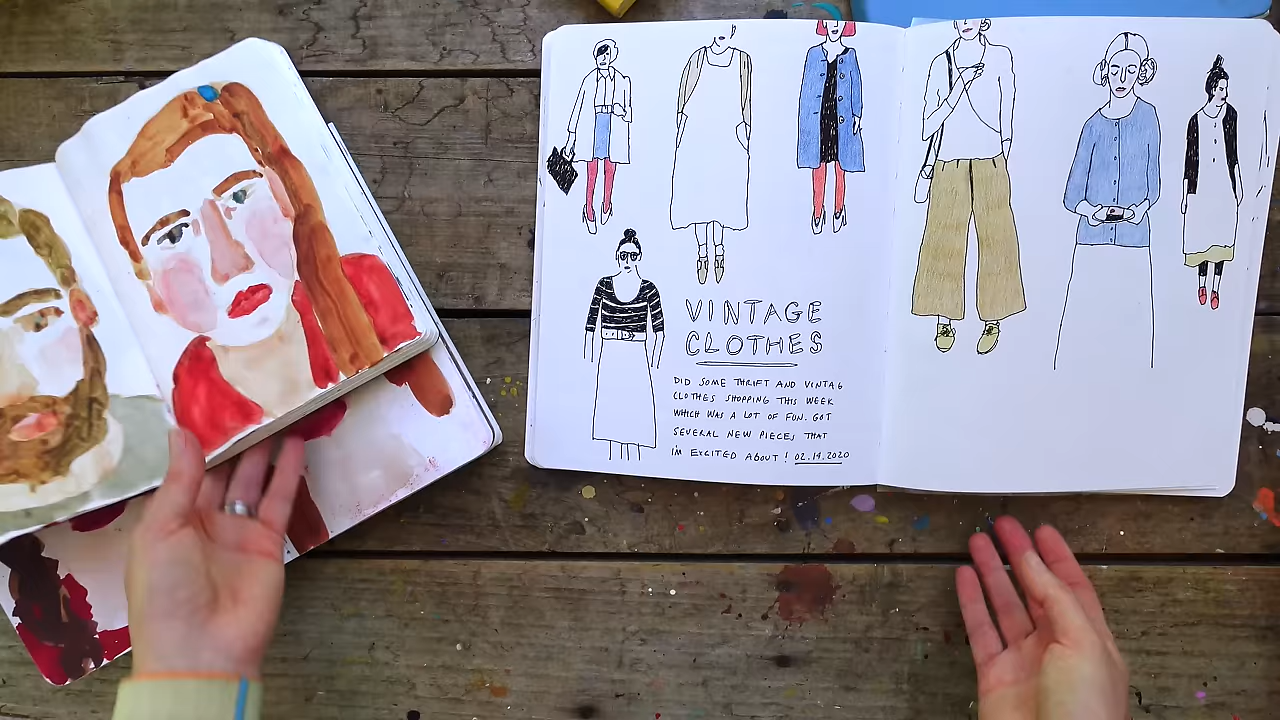 VINTAGE
CLOTHES
DID SOME THRIFT AND VINTAG
CLOTHES SHOPPING THIS WEEK
WHICH WAS A LOT OF FUN. GOT
SEVERAL NEW PIECES THAT
I'M EXCITED ABOUT! 02.19.2020